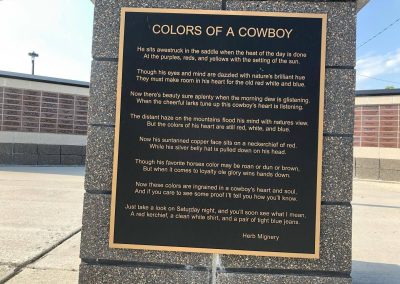 COLORS OF A COWBOY
He sits awestruck in the saddle when the heat of the day is done
At the purples, reds, and yellows with the setting of the sun.
Though his eyes and mind are dazzled with nature's brilliant hue
They must make room in his heart for the old red white and blue.
Now there's beauty sure aplenty when the morning dew is glistening.
When the cheerful larks tune up this cowboy's heart is listening.
The distant haze on the mountains flood his mind with natures view.
But the colors of his heart are still red, white, and blue.
Now his suntanned copper face sits on a neckerchief of red.
While his silver belly hat is pulled down on his head.
Though his favorite horses color may be roan or dun or brown.
But when it comes to loyalty ole glory wins hands down.
Now these colors are ingrained in a cowboy's heart and soul,
And if you care to see some proof I'll tell you how you'll know.
Just take a look on Saturday night, and you'll soon see what I mean,
A red kerchief, a clean white shirt, and a pair of tight blue jeans.
Herb Mignery